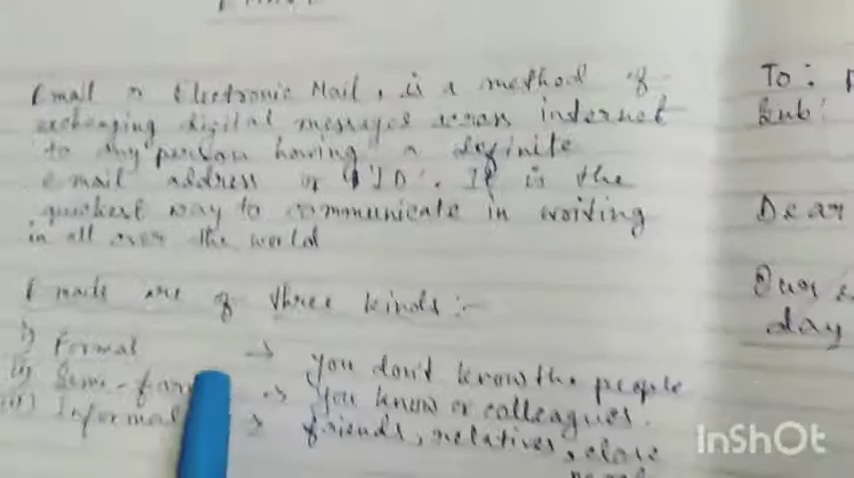 Email or Electronic Mail, is a method of
exchanging digital messages across internet
to any person having a definite
email address or 'ID'. It is the
quickest way to communicate in writing
in all over the world
Emails are of three kinds :-
i) Formal → You don't know the people
ii) Semi-form → You know or colleagues.
iii) Informal → friends, relatives, close
To :
Sub :
Dear
day
InShOt